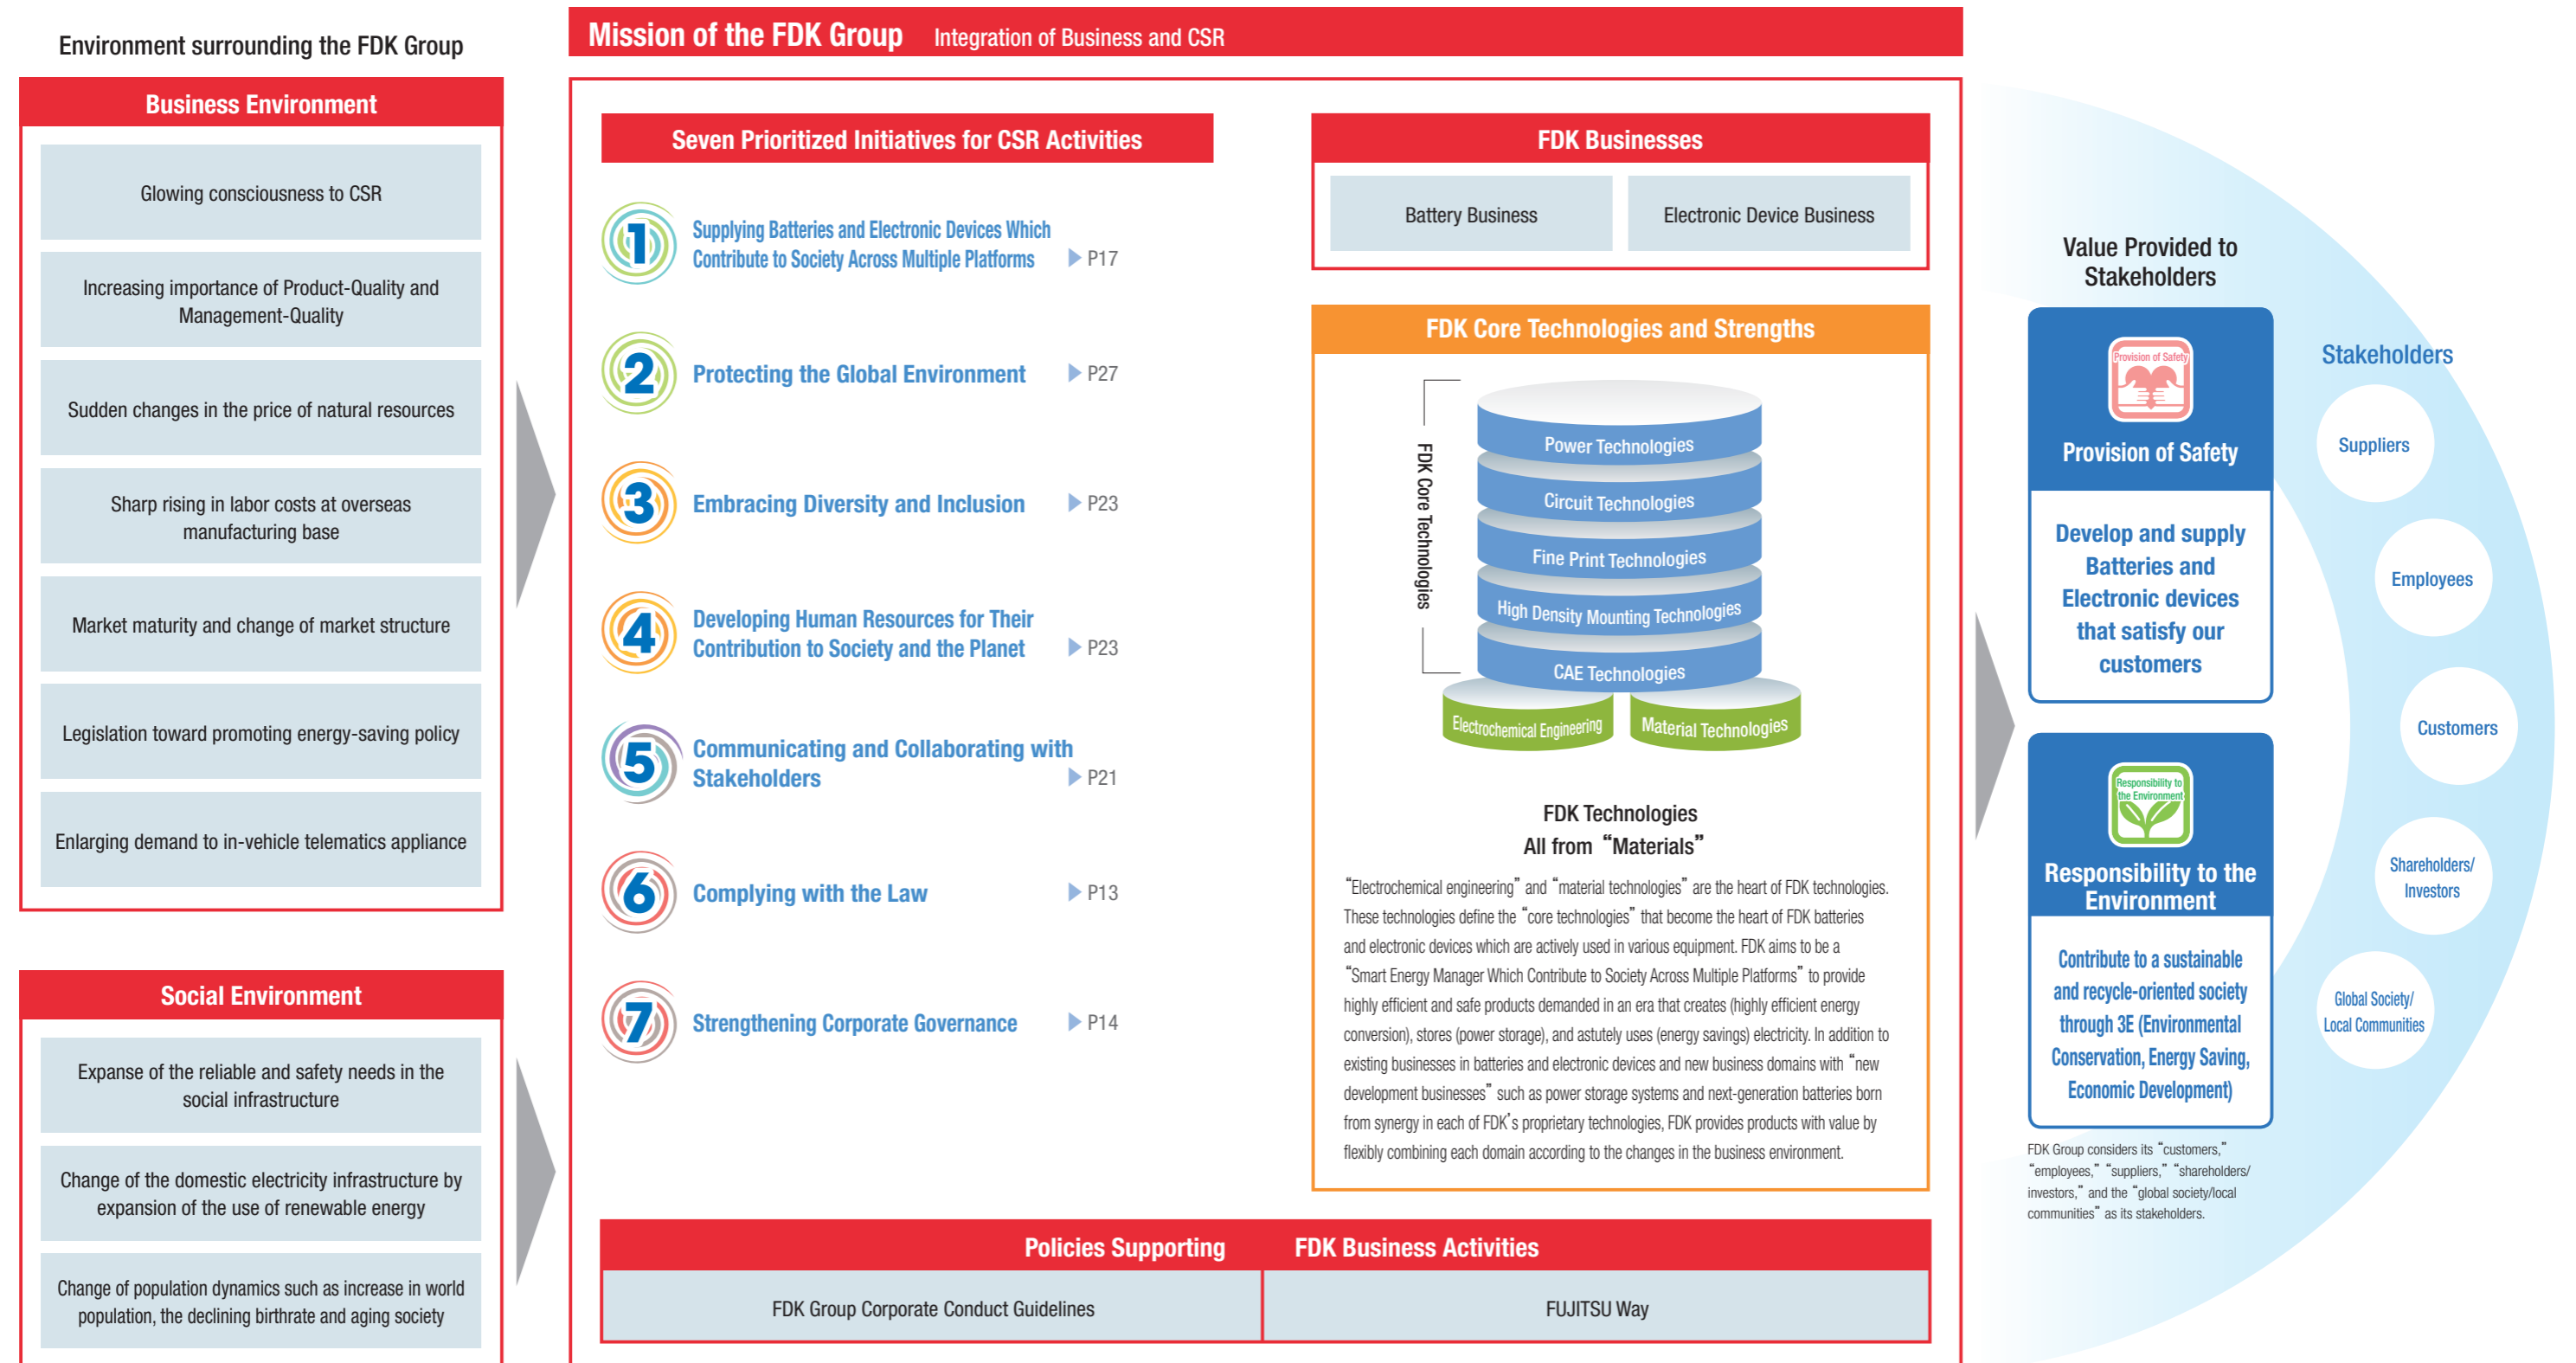 Environment surrounding the FDK Group
Business Environment
Glowing consciousness to CSR
Increasing importance of Product-Quality and
Management-Quality
Sudden changes in the price of natural resources
Sharp rising in labor costs at overseas
manufacturing base
Market maturity and change of market structure
Legislation toward promoting energy-saving policy
Enlarging demand to in-vehicle telematics appliance
Social Environment
Expanse of the reliable and safety needs in the
social infrastructure
Change of the domestic electricity infrastructure by
expansion of the use of renewable energy
Change of population dynamics such as increase in world
population, the declining birthrate and aging society
Mission of the FDK Group Integration of Business and CSR
Seven Prioritized Initiatives for CSR Activities
1 Supplying Batteries and Electronic Devices Which
Contribute to Society Across Multiple Platforms P17
2 Protecting the Global Environment P27
3 Embracing Diversity and Inclusion P23
4 Developing Human Resources for Their
Contribution to Society and the Planet P23
5 Communicating and Collaborating with
Stakeholders P21
6 Complying with the Law P13
7 Strengthening Corporate Governance P14
FDK Businesses
Battery Business
Electronic Device Business
FDK Core Technologies and Strengths
FDK Core Technologies
Power Technologies
Circuit Technologies
Fine Print Technologies
High Density Mounting Technologies
CAE Technologies
Electrochemical Engineering
Material Technologies
FDK Technologies
All from “Materials”
“Electrochemical engineering” and “material technologies” are the heart of FDK technologies.
These technologies define the “core technologies” that become the heart of FDK batteries
and electronic devices which are actively used in various equipment. FDK aims to be a
“Smart Energy Manager Which Contribute to Society Across Multiple Platforms” to provide
highly efficient and safe products demanded in an era that creates (highly efficient energy
conversion), stores (power storage), and astutely uses (energy savings) electricity. In addition to
existing businesses in batteries and electronic devices and new business domains with “new
development businesses” such as power storage systems and next-generation batteries born
from synergy in each of FDK’s proprietary technologies, FDK provides products with value by
flexibly combining each domain according to the changes in the business environment.
Policies Supporting FDK Business Activities
FDK Group Corporate Conduct Guidelines
FUJITSU Way
Value Provided to
Stakeholders
Provision of Safety
Provision of Safety
Develop and supply
Batteries and
Electronic devices
that satisfy our
customers
Responsibility to
the Environment
Responsibility to the
Environment
Contribute to a sustainable
and recycle-oriented society
through 3E (Environmental
Conservation, Energy Saving,
Economic Development)
FDK Group considers its “customers,”
“employees,” “suppliers,” “shareholders/
investors,” and the “global society/local
communities” as its stakeholders.
Stakeholders
Suppliers
Employees
Customers
Shareholders/
Investors
Global Society/
Local Communities